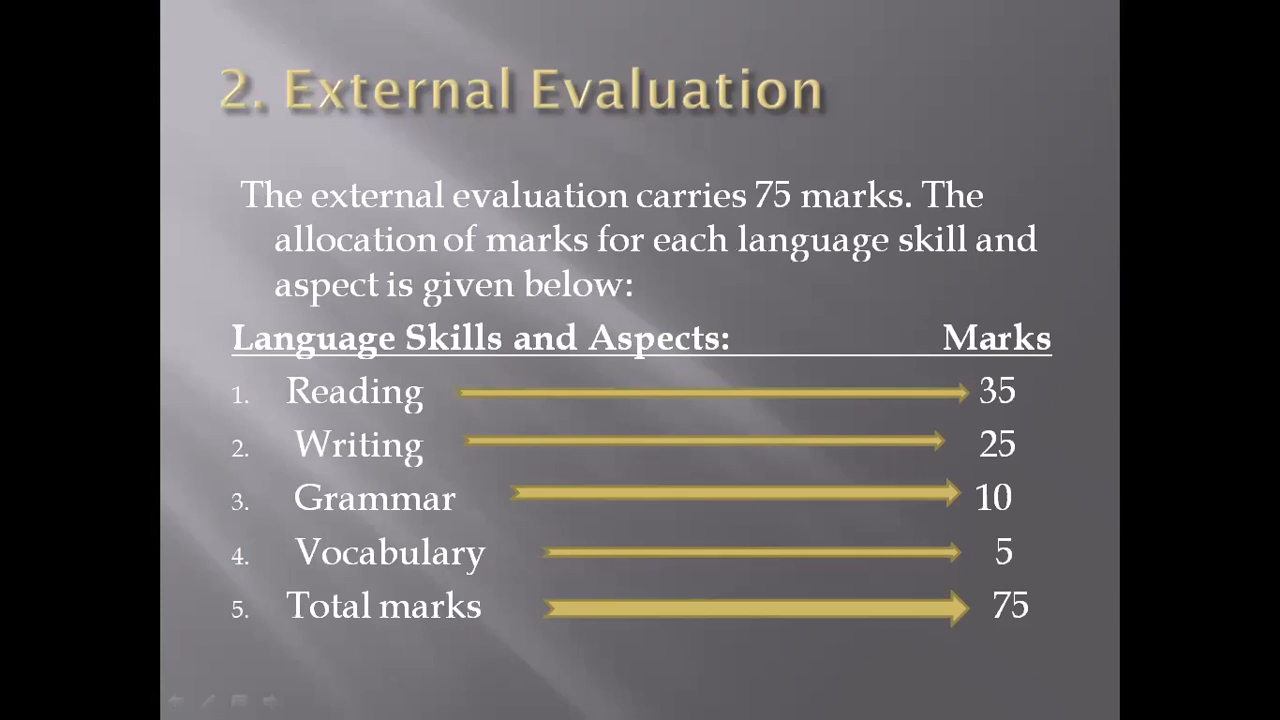 2. External Evaluation
The external evaluation carries 75 marks. The
allocation of marks for each language skill and
aspect is given below:
Language Skills and Aspects: Marks
1. Reading 35
2. Writing 25
3. Grammar 10
4. Vocabulary 5
5. Total marks 75